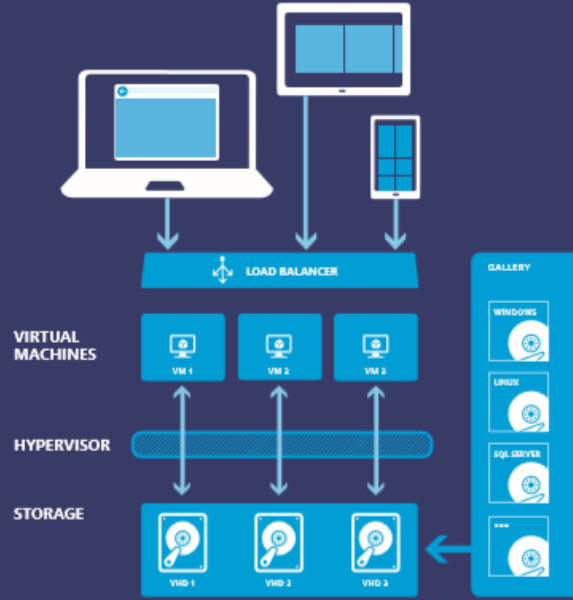 LOAD BALANCER
GALLERY
WINDOWS
VIRTUAL
MACHINES
VM 1
VM 2
VM 3
LINUX
HYPERVISOR
SQL SERVER
STORAGE
...
VHD 1
VHD 2
VHD 3